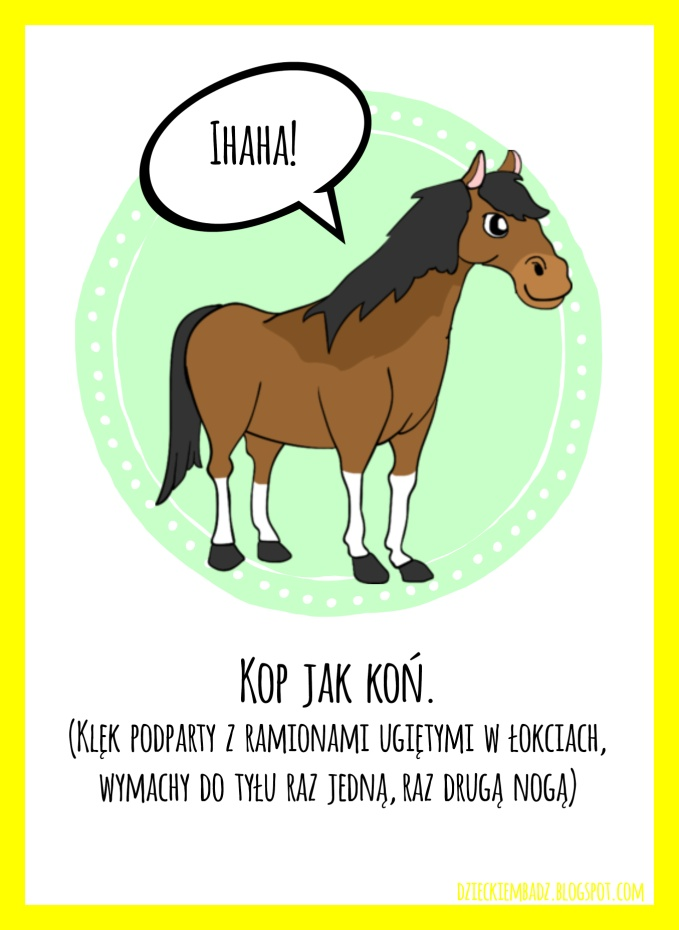 Ihaha!
Kop jak koń.
(Klęk podparty z ramionami ugiętymi w łokciach,
wymachy do tyłu raz jedną, raz drugą nogą)
dzieckiembadz.blogspot.com